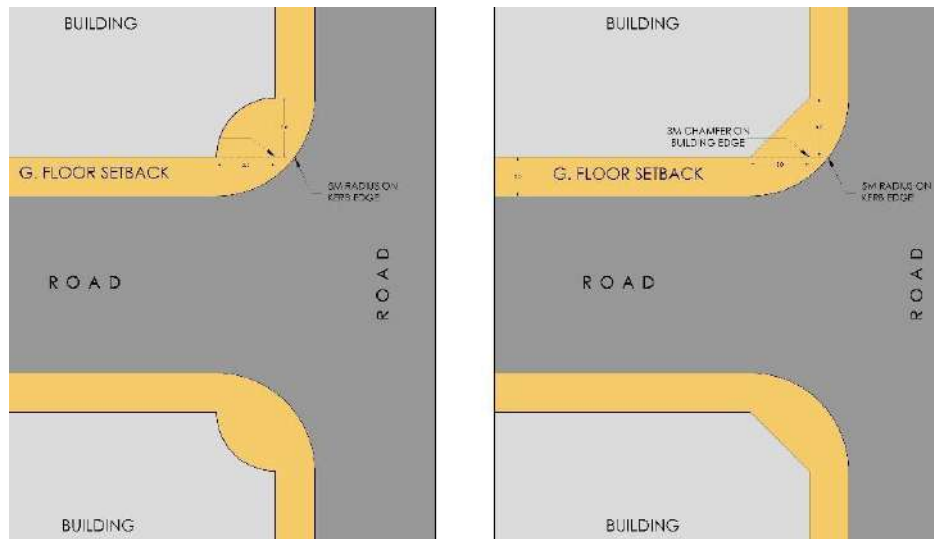 BUILDING
G. FLOOR SETBACK
5M RADIUS ON
KERB EDGE
ROAD
ROAD
BUILDING
BUILDING
3M CHAMFER ON
BUILDING EDGE
G. FLOOR SETBACK
5M RADIUS ON
KERB EDGE
ROAD
ROAD
BUILDING